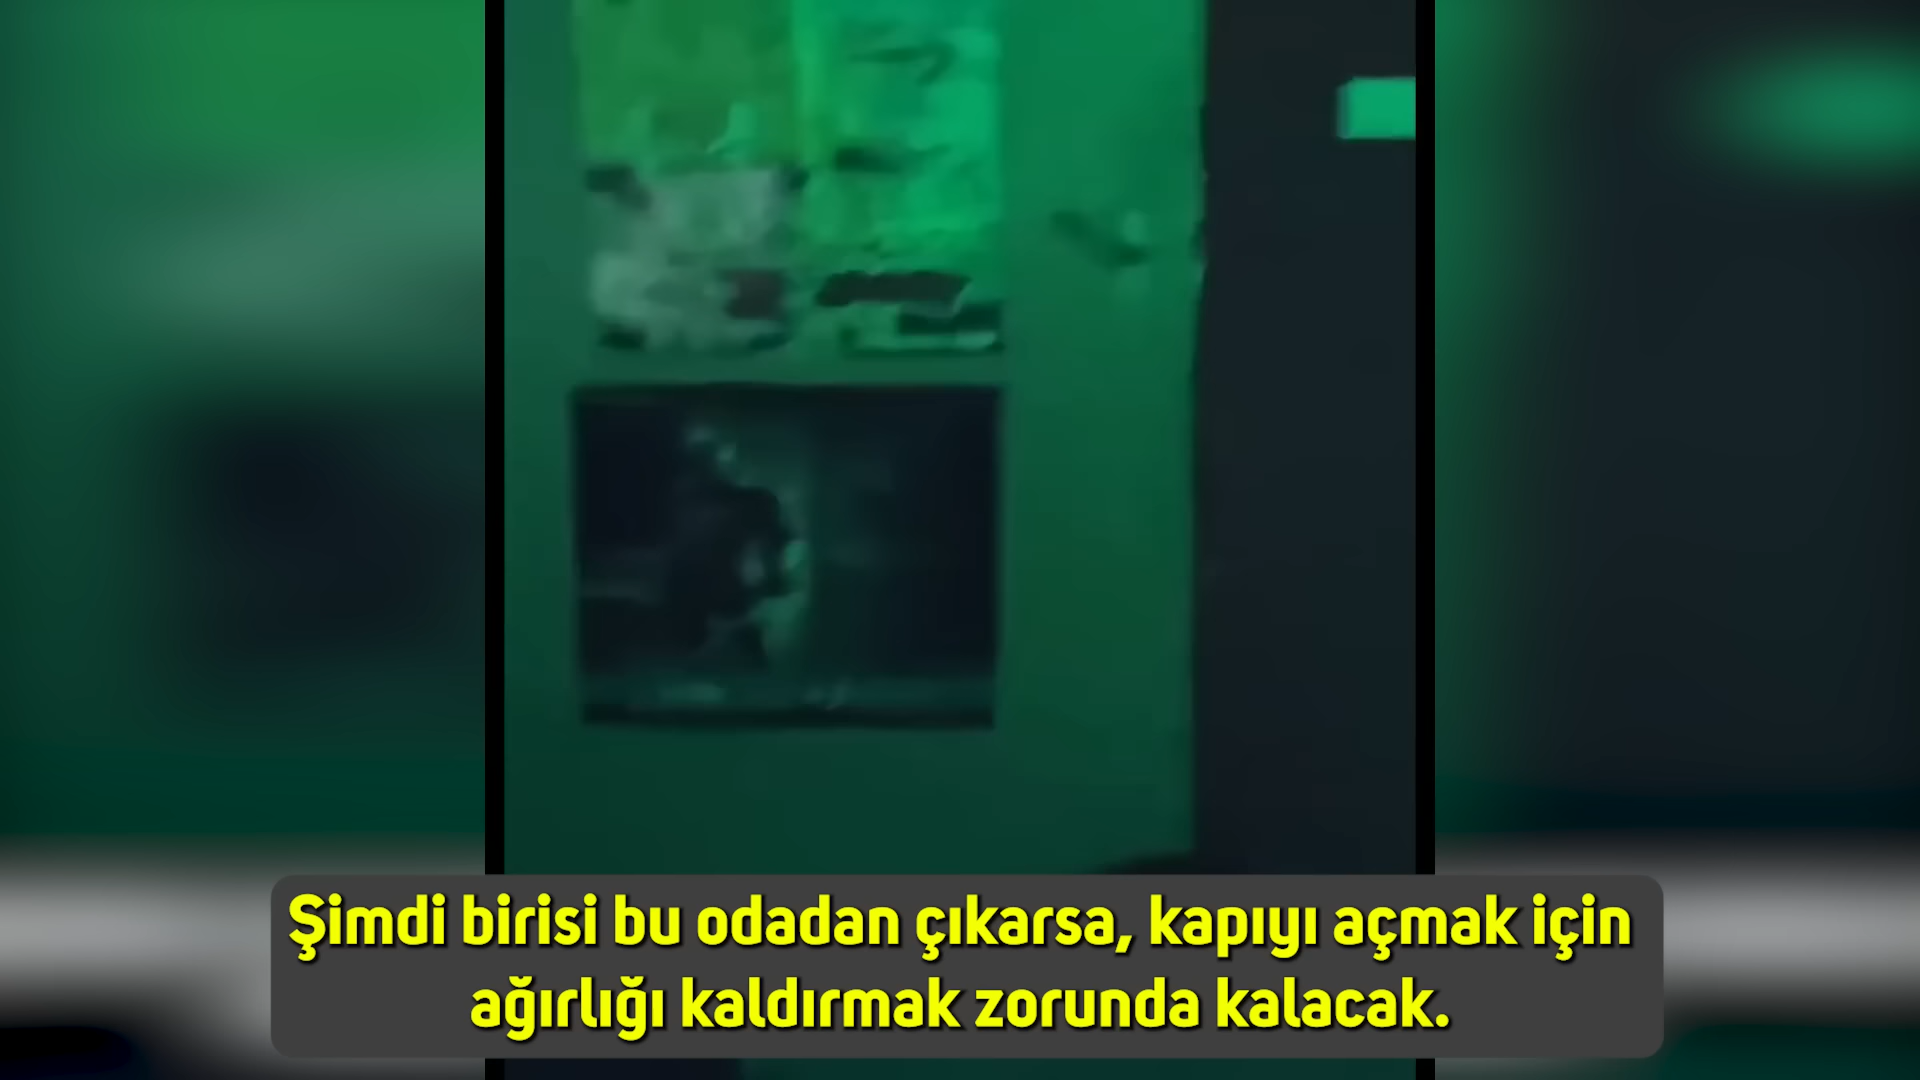 Şimdi birisi bu odadan çıkarsa, kapıyı açmak için
ağırlığı kaldırmak zorunda kalacak.